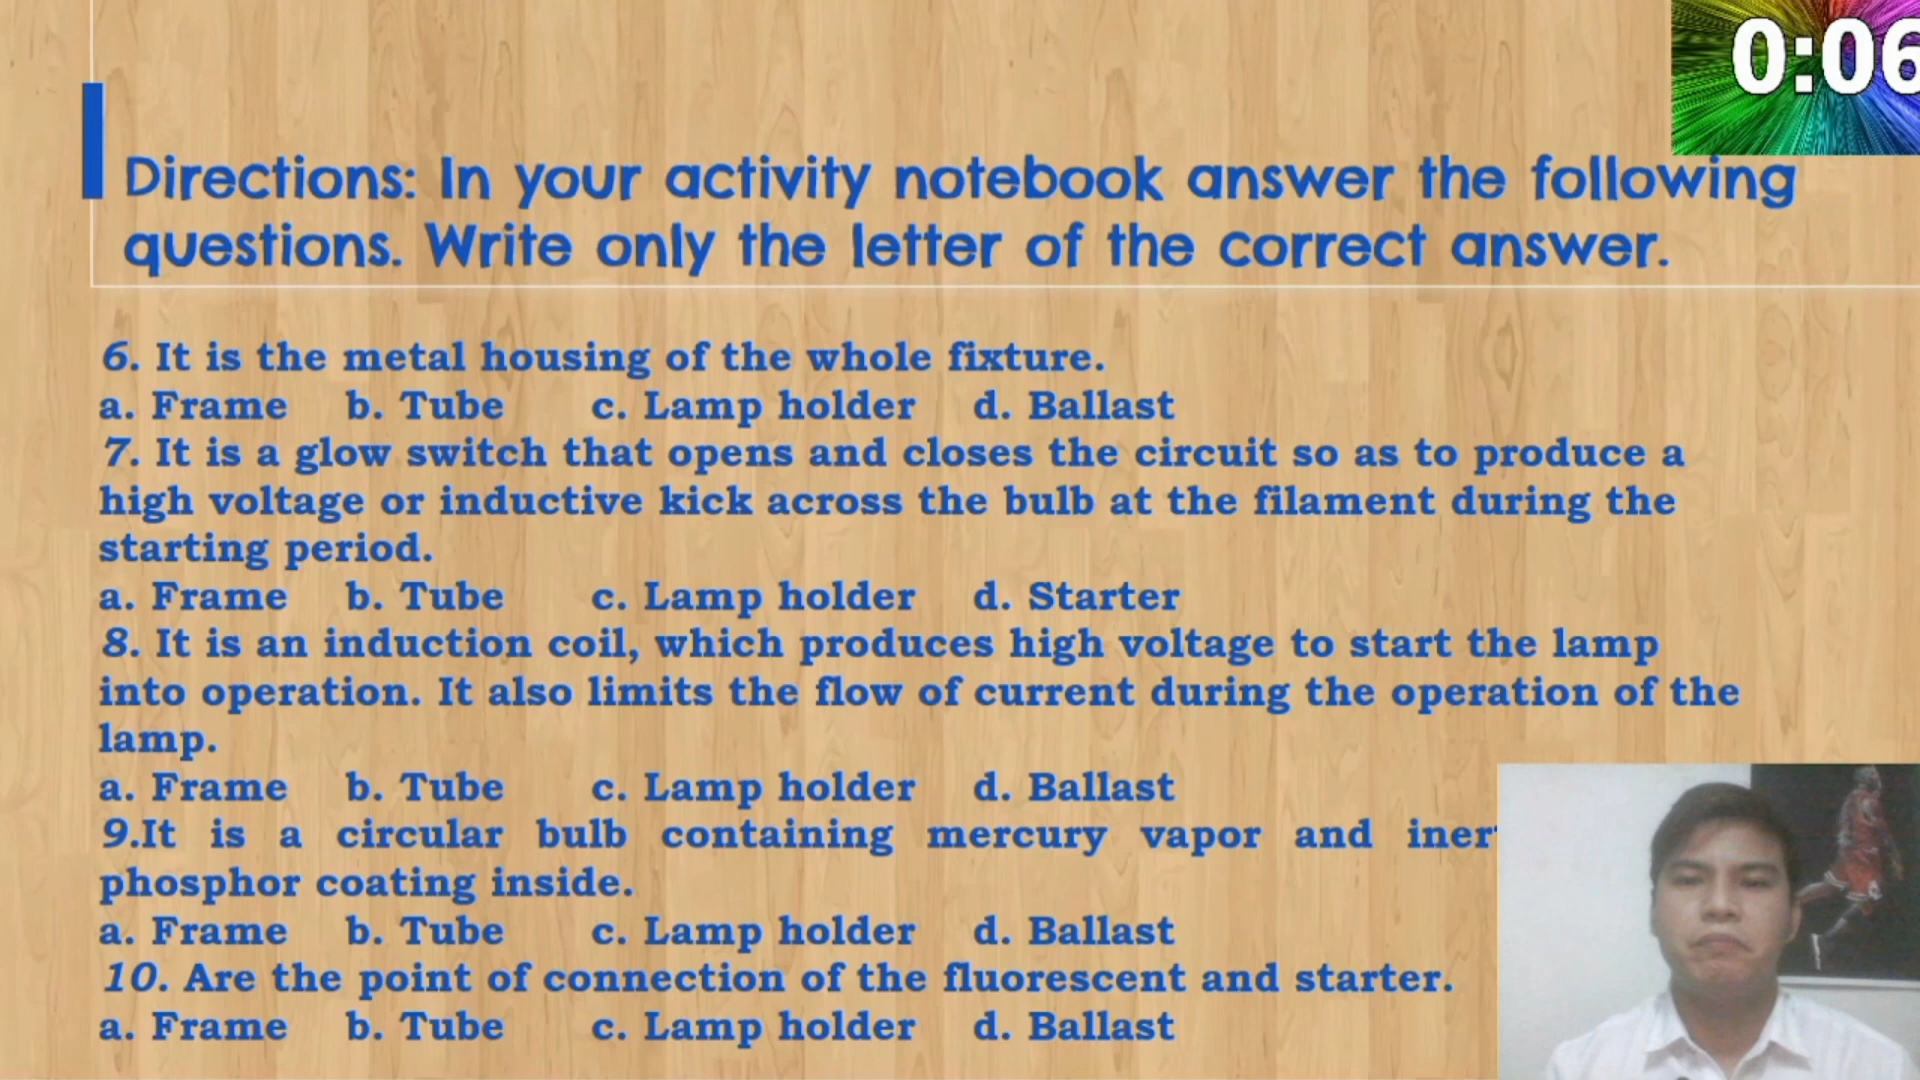 0:06
Directions: In your activity notebook answer the following
questions. Write only the letter of the correct answer.
6. It is the metal housing of the whole fixture.
a. Frame b. Tube c. Lamp holder d. Ballast
7. It is a glow switch that opens and closes the circuit so as to produce a
high voltage or inductive kick across the bulb at the filament during the
starting period.
a. Frame b. Tube c. Lamp holder d. Starter
8. It is an induction coil, which produces high voltage to start the lamp
into operation. It also limits the flow of current during the operation of the
lamp.
a. Frame b. Tube c. Lamp holder d. Ballast
9.It is a circular bulb containing mercury vapor and
phosphor coating inside.
a. Frame b. Tube c. Lamp holder d. Ballast
10. Are the point of connection of the fluorescent and starter.
a. Frame b. Tube c. Lamp holder d. Ballast